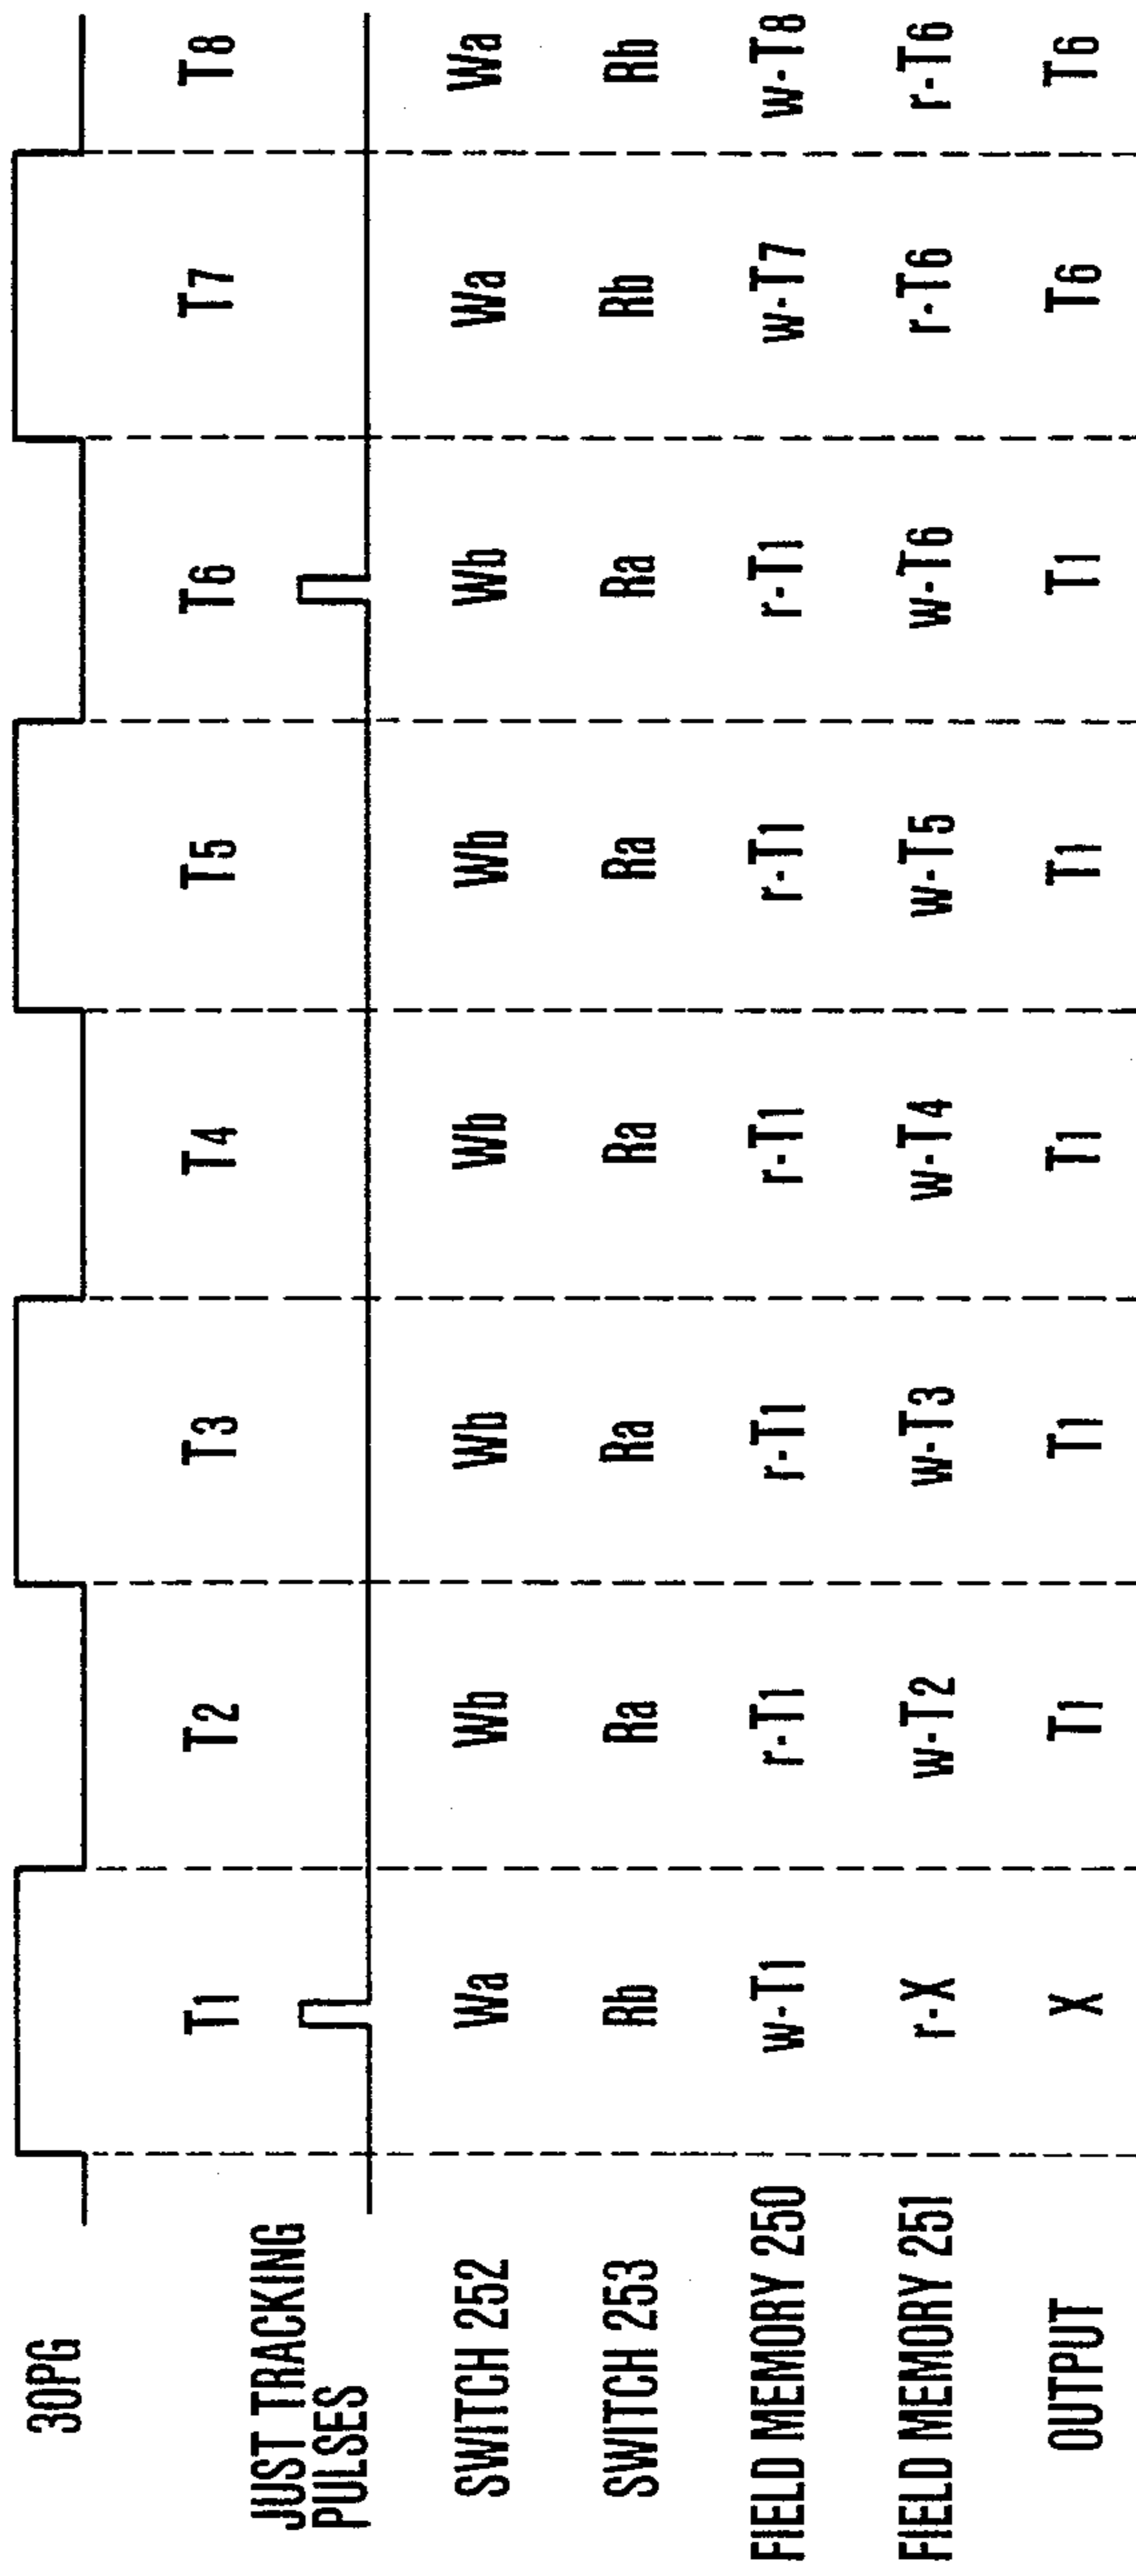 30PG
T1 T2 T3 T4 T5 T6 T7 T8
JUST TRACKING
PULSES
SWITCH 252 Wa Wb Wb Wb Wb Wb Wa Wa
SWITCH 253 Rb Ra Ra Ra Ra Ra Rb Rb
FIELD MEMORY 250 w-T1 r-T1 r-T1 r-T1 r-T1 r-T1 w-T7 w-T8
FIELD MEMORY 251 r-X w-T2 w-T3 w-T4 w-T5 w-T6 r-T6 r-T6
OUTPUT X T1 T1 T1 T1 T1 T6 T6